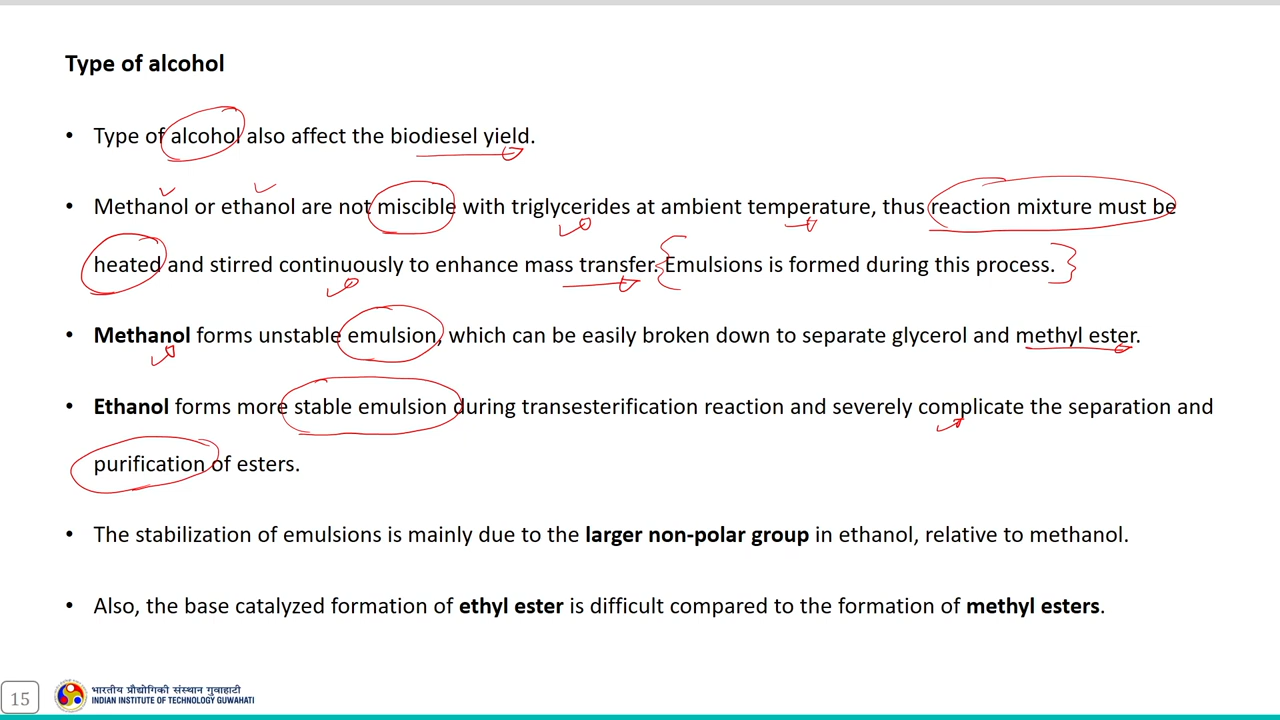 Type of alcohol
• Type of alcohol also affect the biodiesel yield.
• Methanol or ethanol are not miscible with triglycerides at ambient temperature, thus reaction mixture must be
heated and stirred continuously to enhance mass transfer. Emulsions is formed during this process.
• Methanol forms unstable emulsion, which can be easily broken down to separate glycerol and methyl ester.
• Ethanol forms more stable emulsion during transesterification reaction and severely complicate the separation and
purification of esters.
• The stabilization of emulsions is mainly due to the larger non-polar group in ethanol, relative to methanol.
• Also, the base catalyzed formation of ethyl ester is difficult compared to the formation of methyl esters.
15
भारतीय प्रौद्योगिकी संस्थान गुवाहाटी
INDIAN INSTITUTE OF TECHNOLOGY GUWAHATI